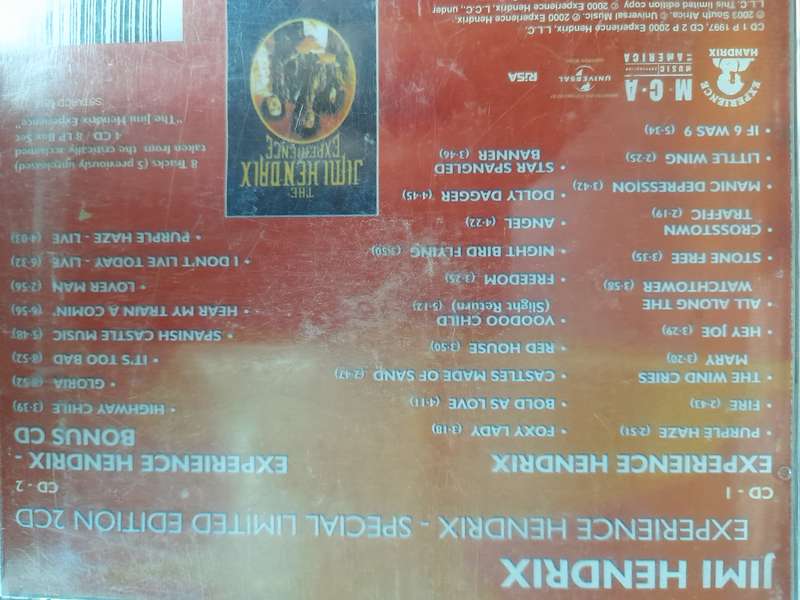 JIMI HENDRIX
EXPERIENCE HENDRIX - SPECIAL LIMITED EDITION 2CD
CD - 1
EXPERIENCE HENDRIX
• PURPLE HAZE (2:51)
• FIRE (2:43)
• THE WIND CRIES
MARY (3:20)
• HEY JOE (3:29)
• ALL ALONG THE
WATCHTOWER (3:58)
• STONE FREE (3:35)
• CROSSTOWN
TRAFFIC (2:19)
• MANIC DEPRESSION (3:42)
• LITTLE WING (2:25)
• IF 6 WAS 9 (5:34)
• FOXY LADY (3:18)
• BOLD AS LOVE (4:11)
• CASTLES MADE OF SAND (2:47)
• RED HOUSE (3:50)
• VOODOO CHILD
(Slight Return) (5:12)
• FREEDOM (3:25)
• NIGHT BIRD FLYING (3:50)
• ANGEL (4:22)
• DOLLY DAGGER (4:45)
• STAR SPANGLED
BANNER (3:46)
CD - 2
EXPERIENCE HENDRIX -
BONUS CD
• HIGHWAY CHILE (3:39)
• GLORIA (8:52)
• IT'S TOO BAD (8:52)
• SPANISH CASTLE MUSIC (5:48)
• HEAR MY TRAIN A COMIN' (6:56)
• LOVER MAN (2:56)
• I DON'T LIVE TODAY - LIVE (6:32)
• PURPLE HAZE - LIVE (4:03)
8 Tracks (5 previously unreleased)
taken from the critically acclaimed
4 CD / 8 LP Box Set
"The Jimi Hendrix Experience"
THE
JIMI HENDRIX
EXPERIENCE
EXPERIENCE
HENDRIX
M·C·A
MUSIC CORPORATION
OF AMERICA
UNIVERSAL
RiSA
CD 1 P 1997, CD 2 P 2000 Experience Hendrix, L.L.C.
© 2003 South Africa, Universal Music. © 2000 Experience Hendrix,
L.L.C. This limited edition copy
© 2000 Experience Hendrix, L.L.C., under